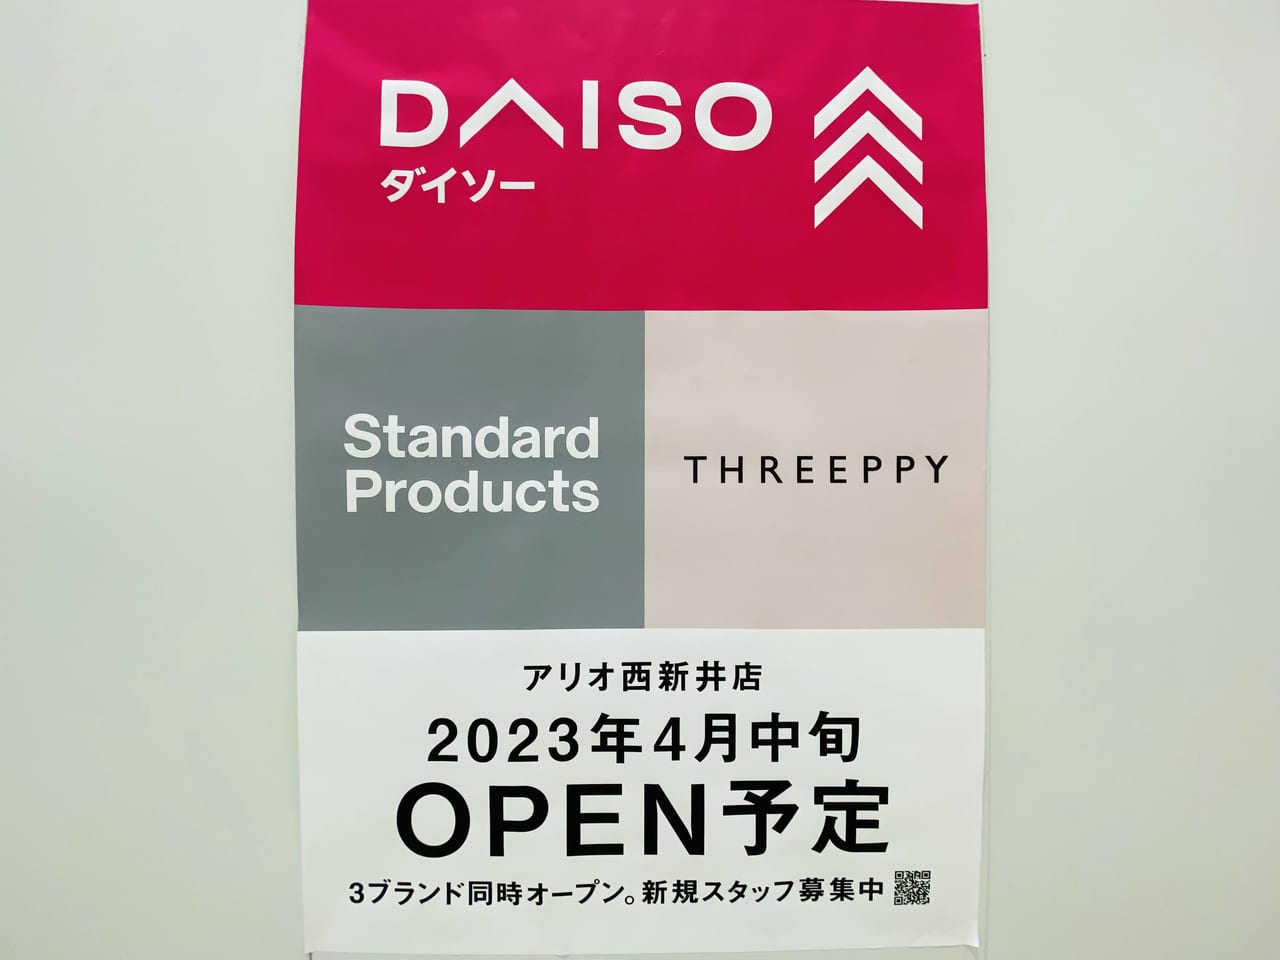 DAISO
ダイソー
Standard
Products
THREEPPY
アリオ西新井店
2023年4月中旬
OPEN予定
3ブランド同時オープン。新規スタッフ募集中